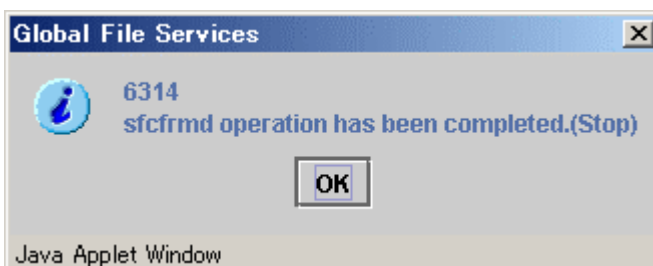 Global File Services
6314
sfcfrmd operation has been completed.(Stop)
OK
Java Applet Window